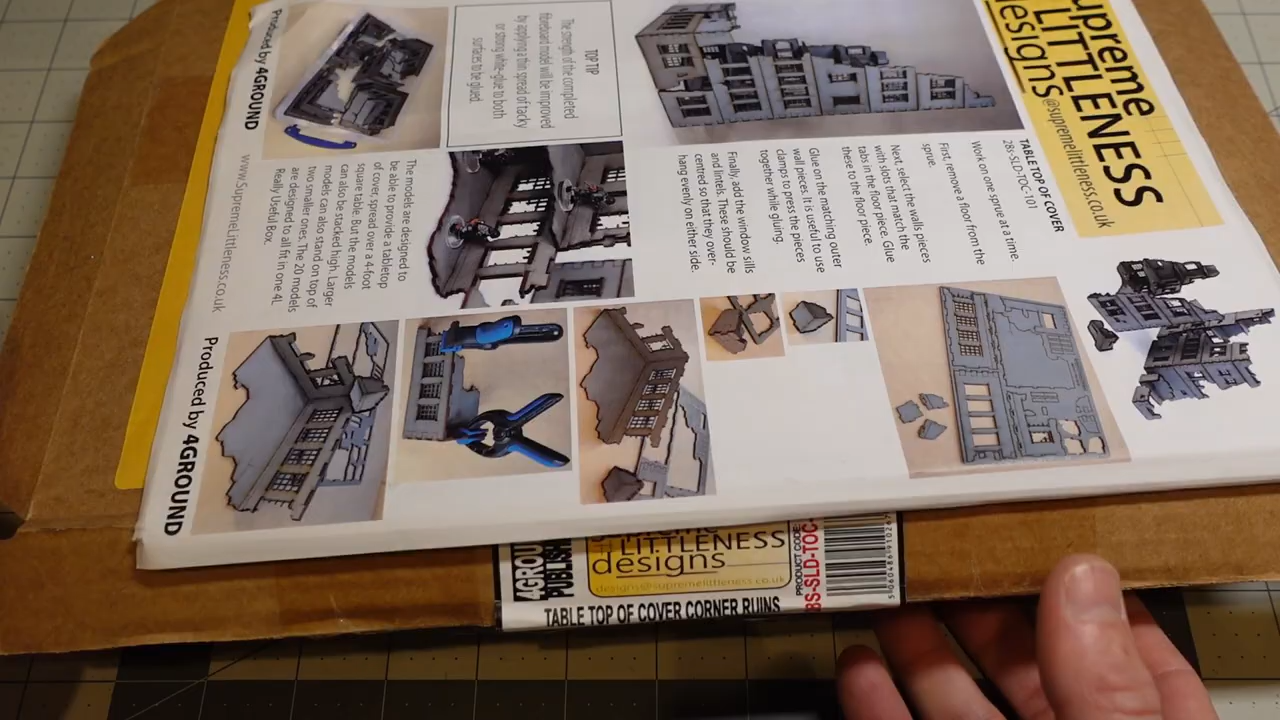 supreme
LITTLENESS
designs@supremelittleness.co.uk
TABLE TOP OF COVER
28S-SLD-TOC-101
Work on one sprue at a time.
First, remove a floor from the
sprue.
Next, select the walls pieces
with slots that match the
tabs in the floor piece. Glue
these to the floor piece.
Glue on the matching outer
wall pieces. It is useful to use
clamps to press the pieces
together while gluing.
Finally, add the window sills
and lintels. These should be
centred so that they over-
hang evenly on either side.
TOP TIP
The strength of the completed
fibreboard model will be improved
by applying a thin spread of tacky
or strong white-glue to both
surfaces to be glued.
The models are designed to
be able to provide a tabletop
of cover, spread over a 4-foot
square table. But the models
can also be stacked high. Larger
models can also stand on top of
two smaller ones. The 20 models
are designed to all fit in one 4L
Really Useful Box.
Produced by 4GROUND
www.SupremeLittleness.co.uk
Produced by 4GROUND
LITTLENESS
designs
designs@supremelittleness.co.uk
PRODUCT CODE:
TABLE TOP OF COVER CORNER RUINS